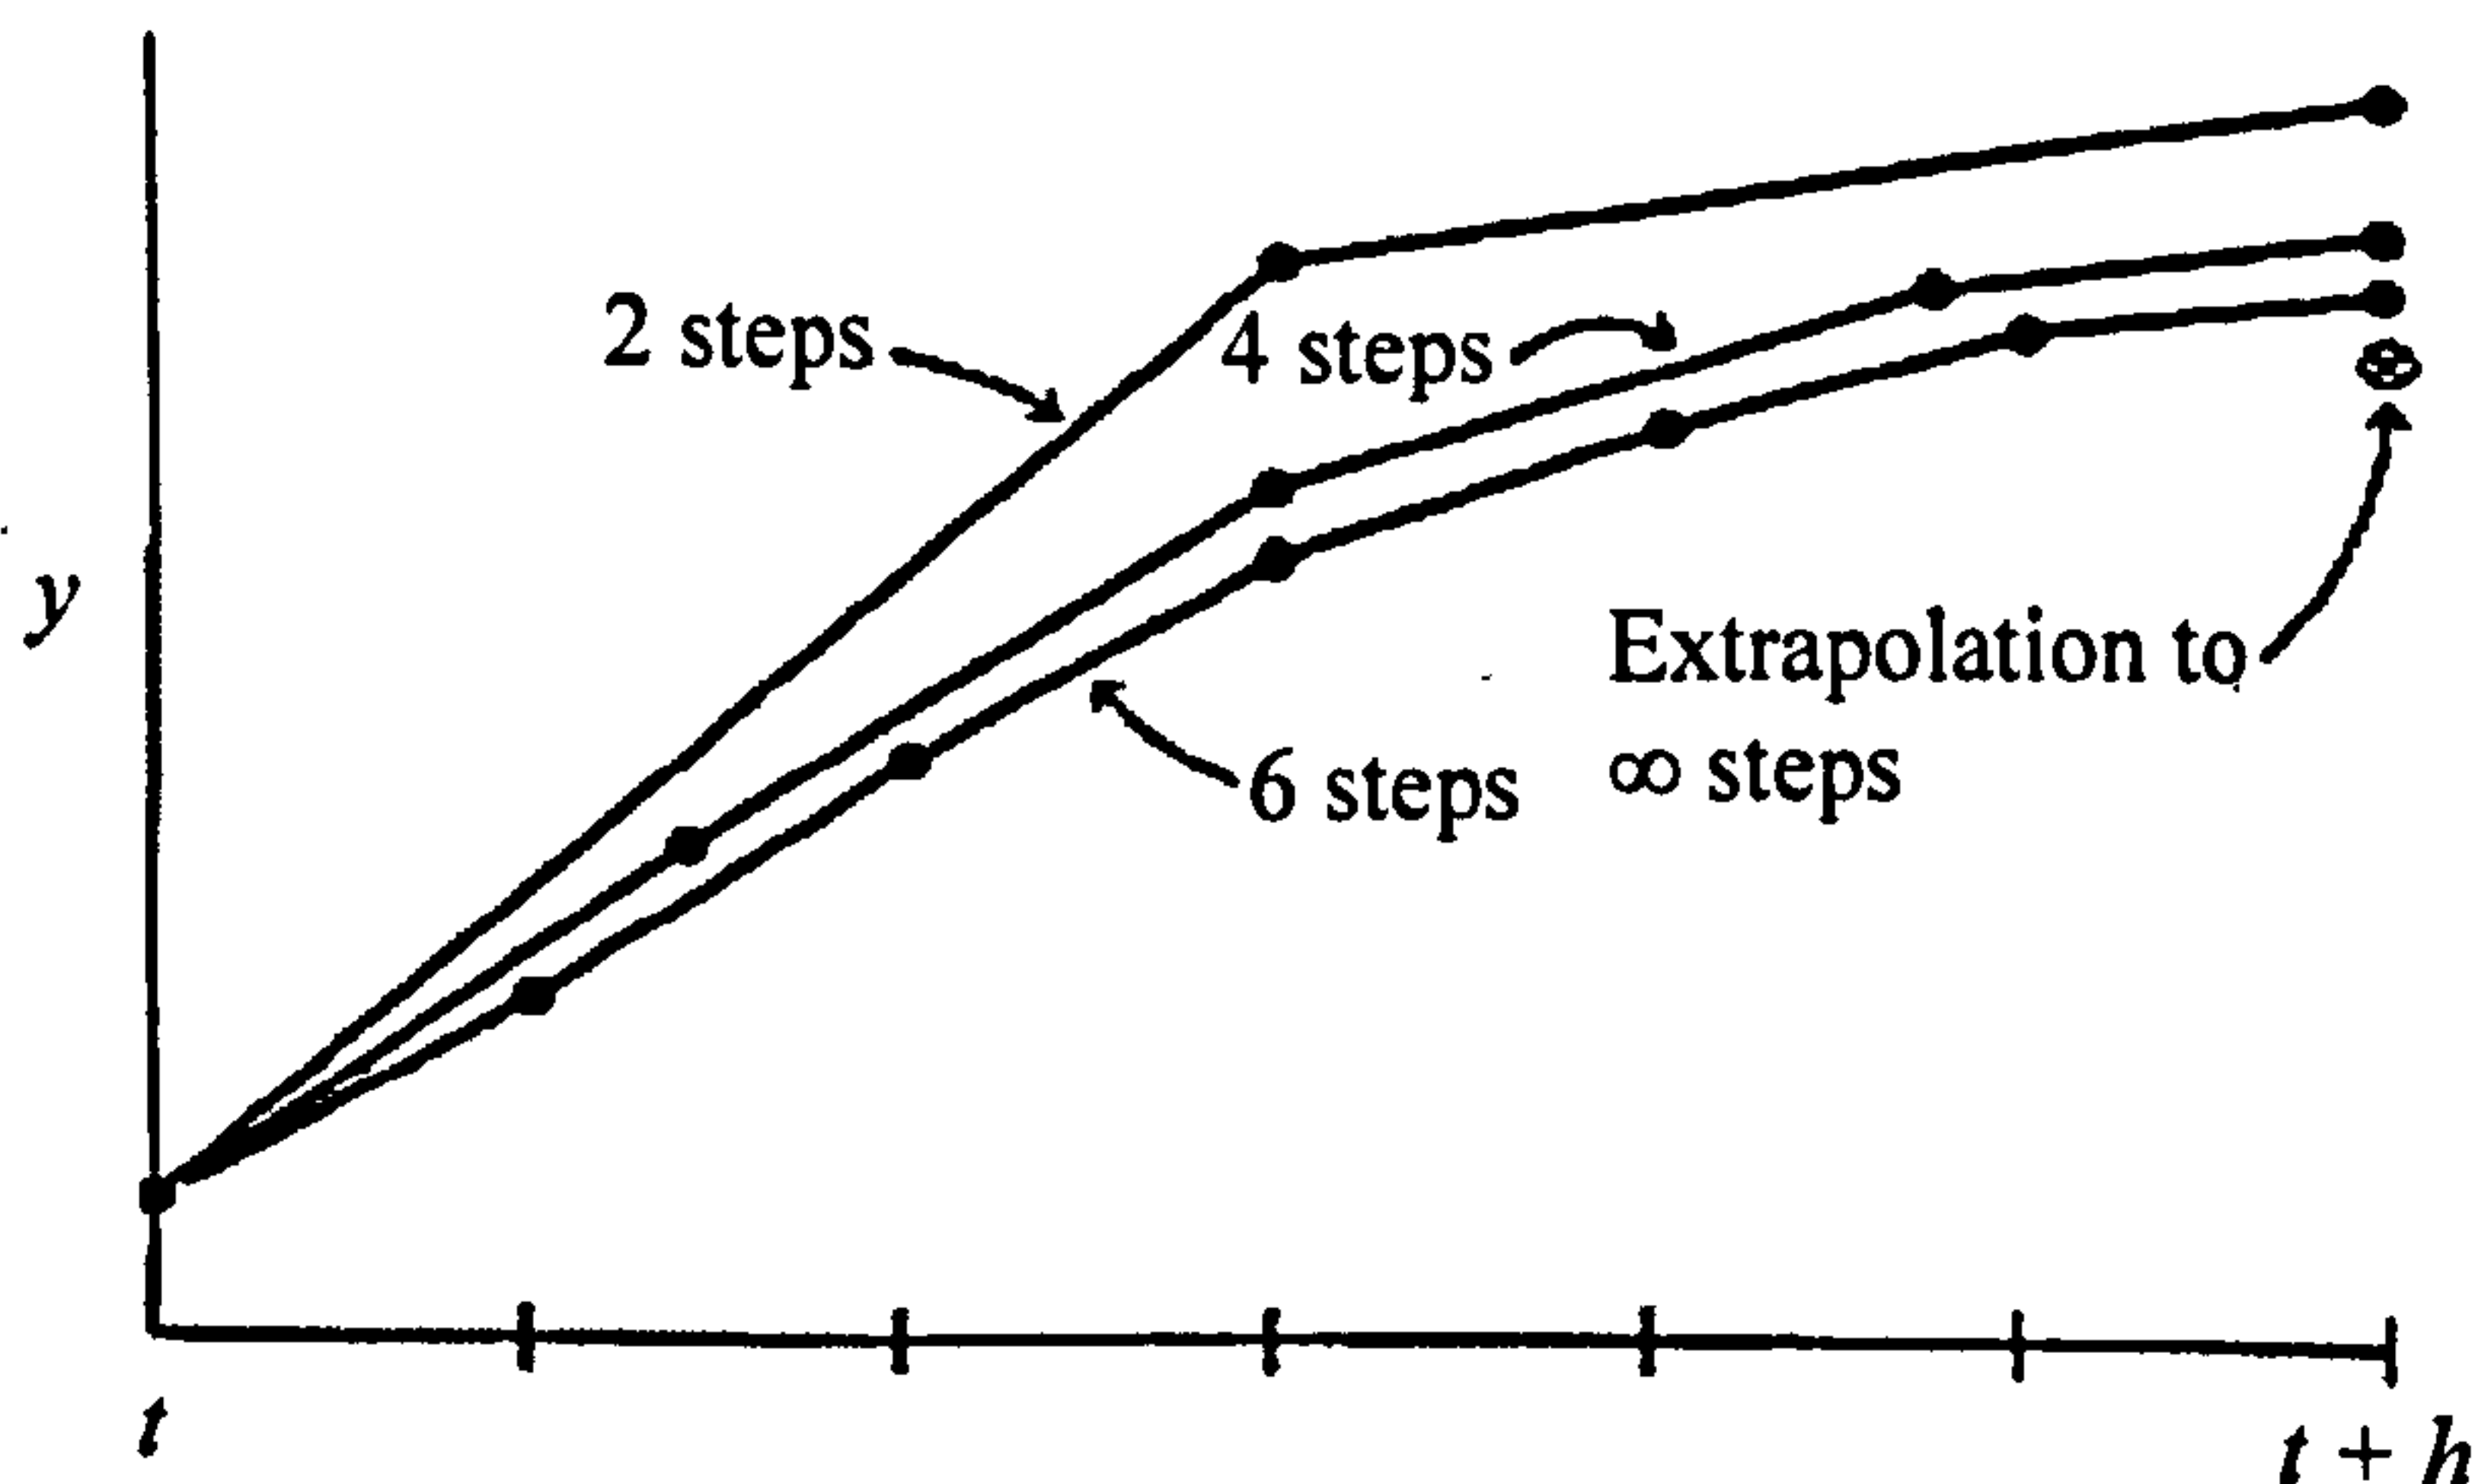 2 steps
4 steps
y
Extrapolation to
∞ steps
6 steps
t
t + h